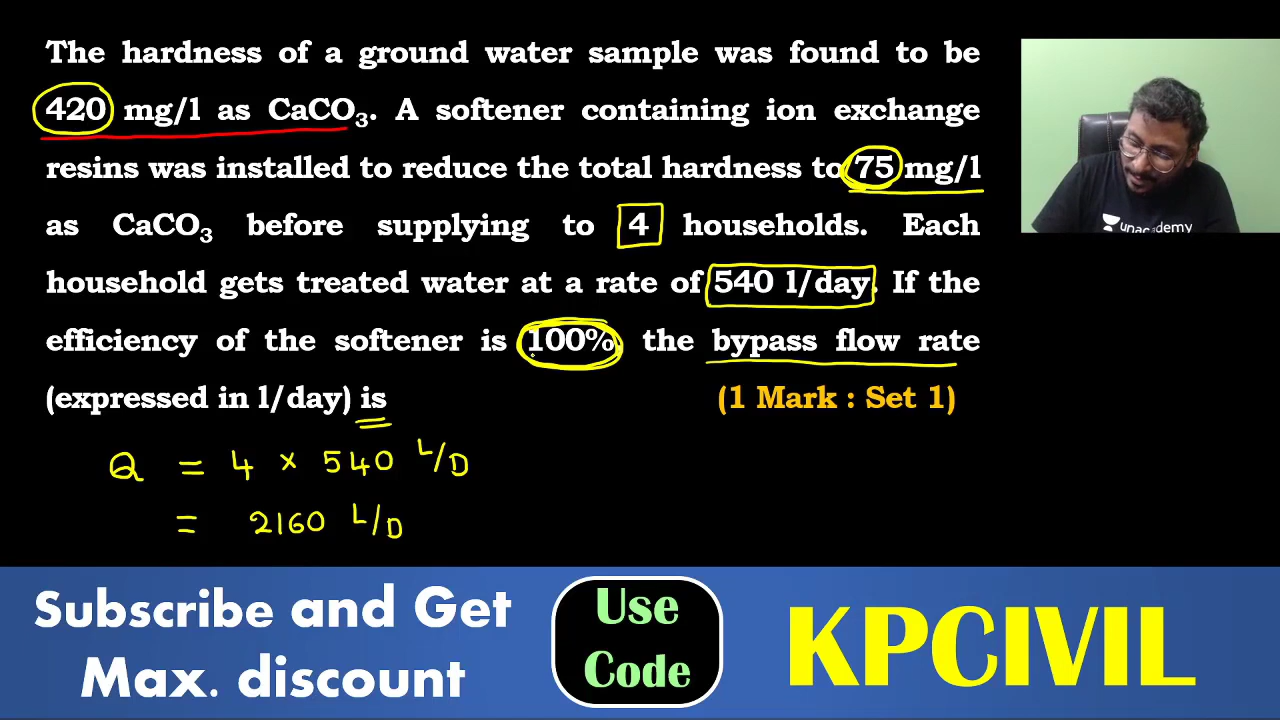 The hardness of a ground water sample was found to be
420 mg/l as CaCO₃. A softener containing ion exchange
resins was installed to reduce the total hardness to 75 mg/l
as CaCO₃ before supplying to 4 households. Each
household gets treated water at a rate of 540 l/day. If the
efficiency of the softener is 100%, the bypass flow rate
(expressed in l/day) is (1 Mark : Set 1)
Q = 4 × 540 L/D
= 2160 L/D
unacademy
Subscribe and Get
Max. discount
Use
Code
KPCIVIL